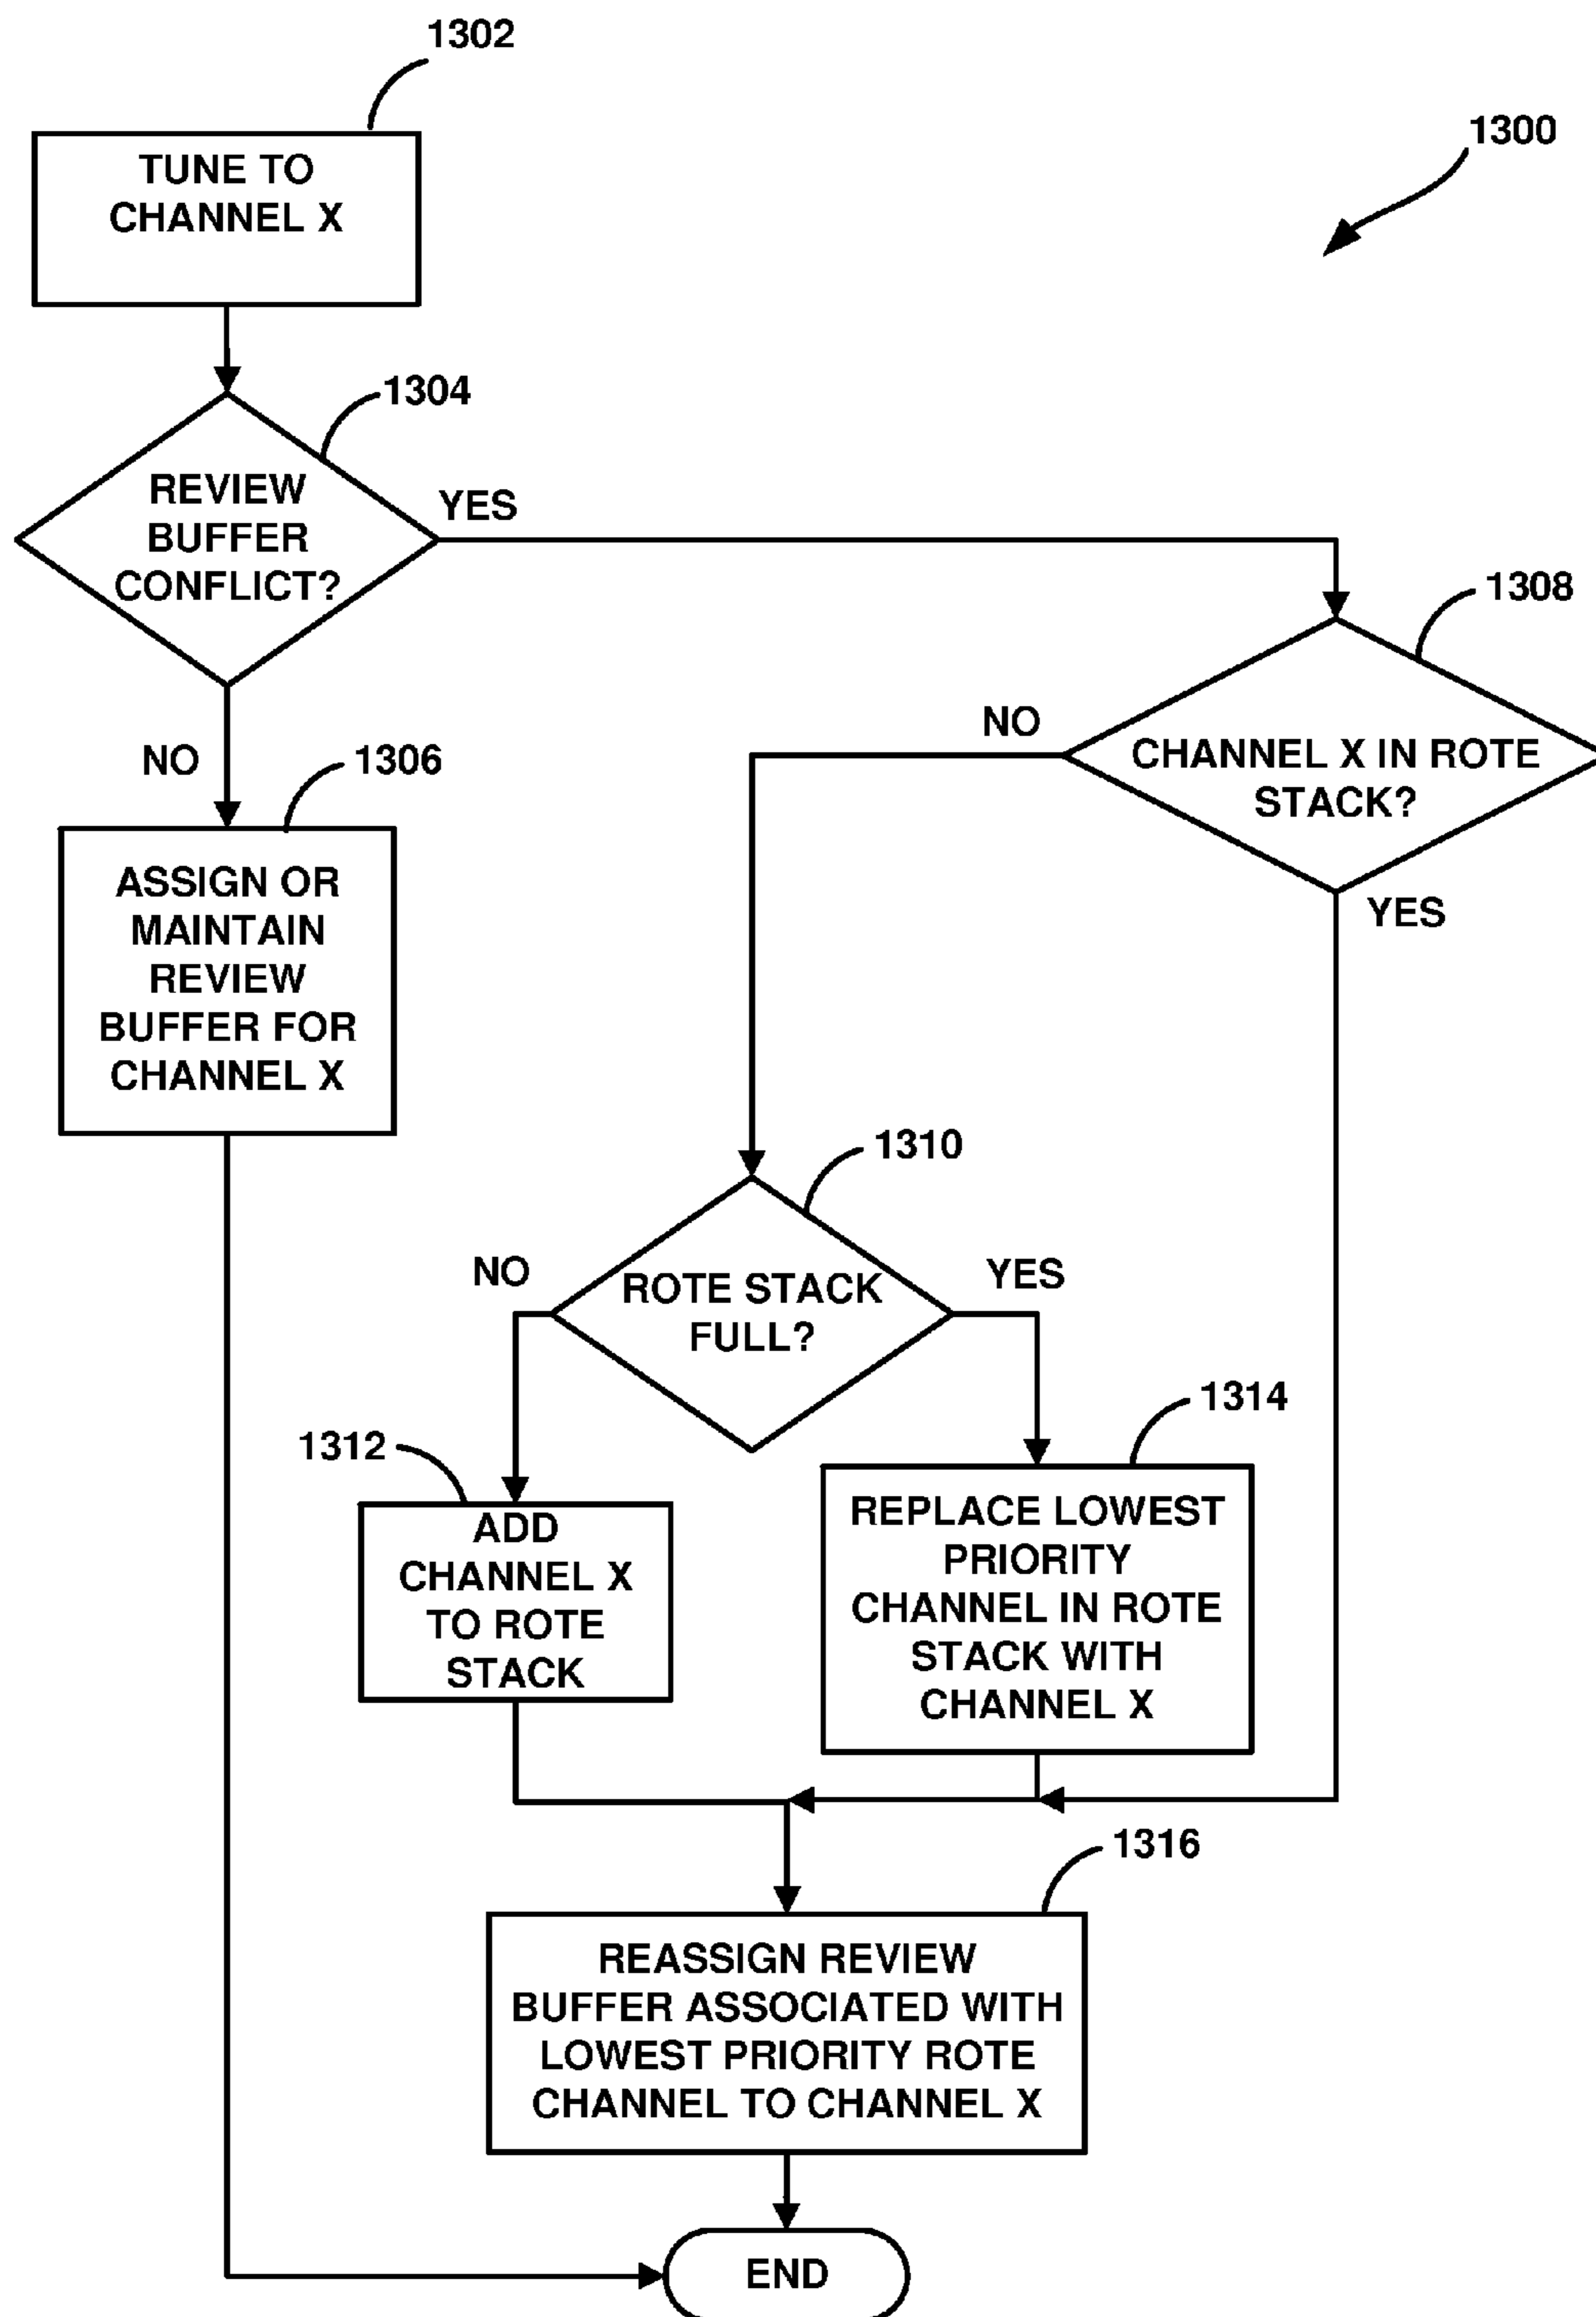 1302
1300
TUNE TO
CHANNEL X
1304
REVIEW
BUFFER
CONFLICT?
YES
1308
NO
1306
NO
CHANNEL X IN ROTE
STACK?
YES
ASSIGN OR
MAINTAIN
REVIEW
BUFFER FOR
CHANNEL X
1310
NO
ROTE STACK
FULL?
YES
1312
1314
ADD
CHANNEL X
TO ROTE
STACK
REPLACE LOWEST
PRIORITY
CHANNEL IN ROTE
STACK WITH
CHANNEL X
1316
REASSIGN REVIEW
BUFFER ASSOCIATED WITH
LOWEST PRIORITY ROTE
CHANNEL TO CHANNEL X
END